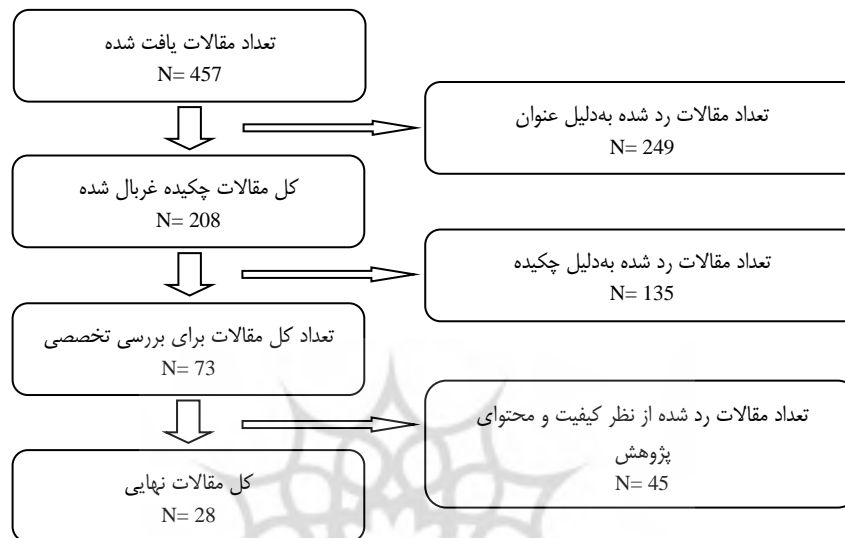 تعداد مقالات یافت شده
N= 457
تعداد مقالات رد شده به‌دلیل عنوان
N= 249
کل مقالات چکیده غربال شده
N= 208
تعداد مقالات رد شده به‌دلیل چکیده
N= 135
تعداد کل مقالات برای بررسی تخصصی
N= 73
تعداد مقالات رد شده از نظر کیفیت و محتوای
پژوهش
N= 45
کل مقالات نهایی
N= 28